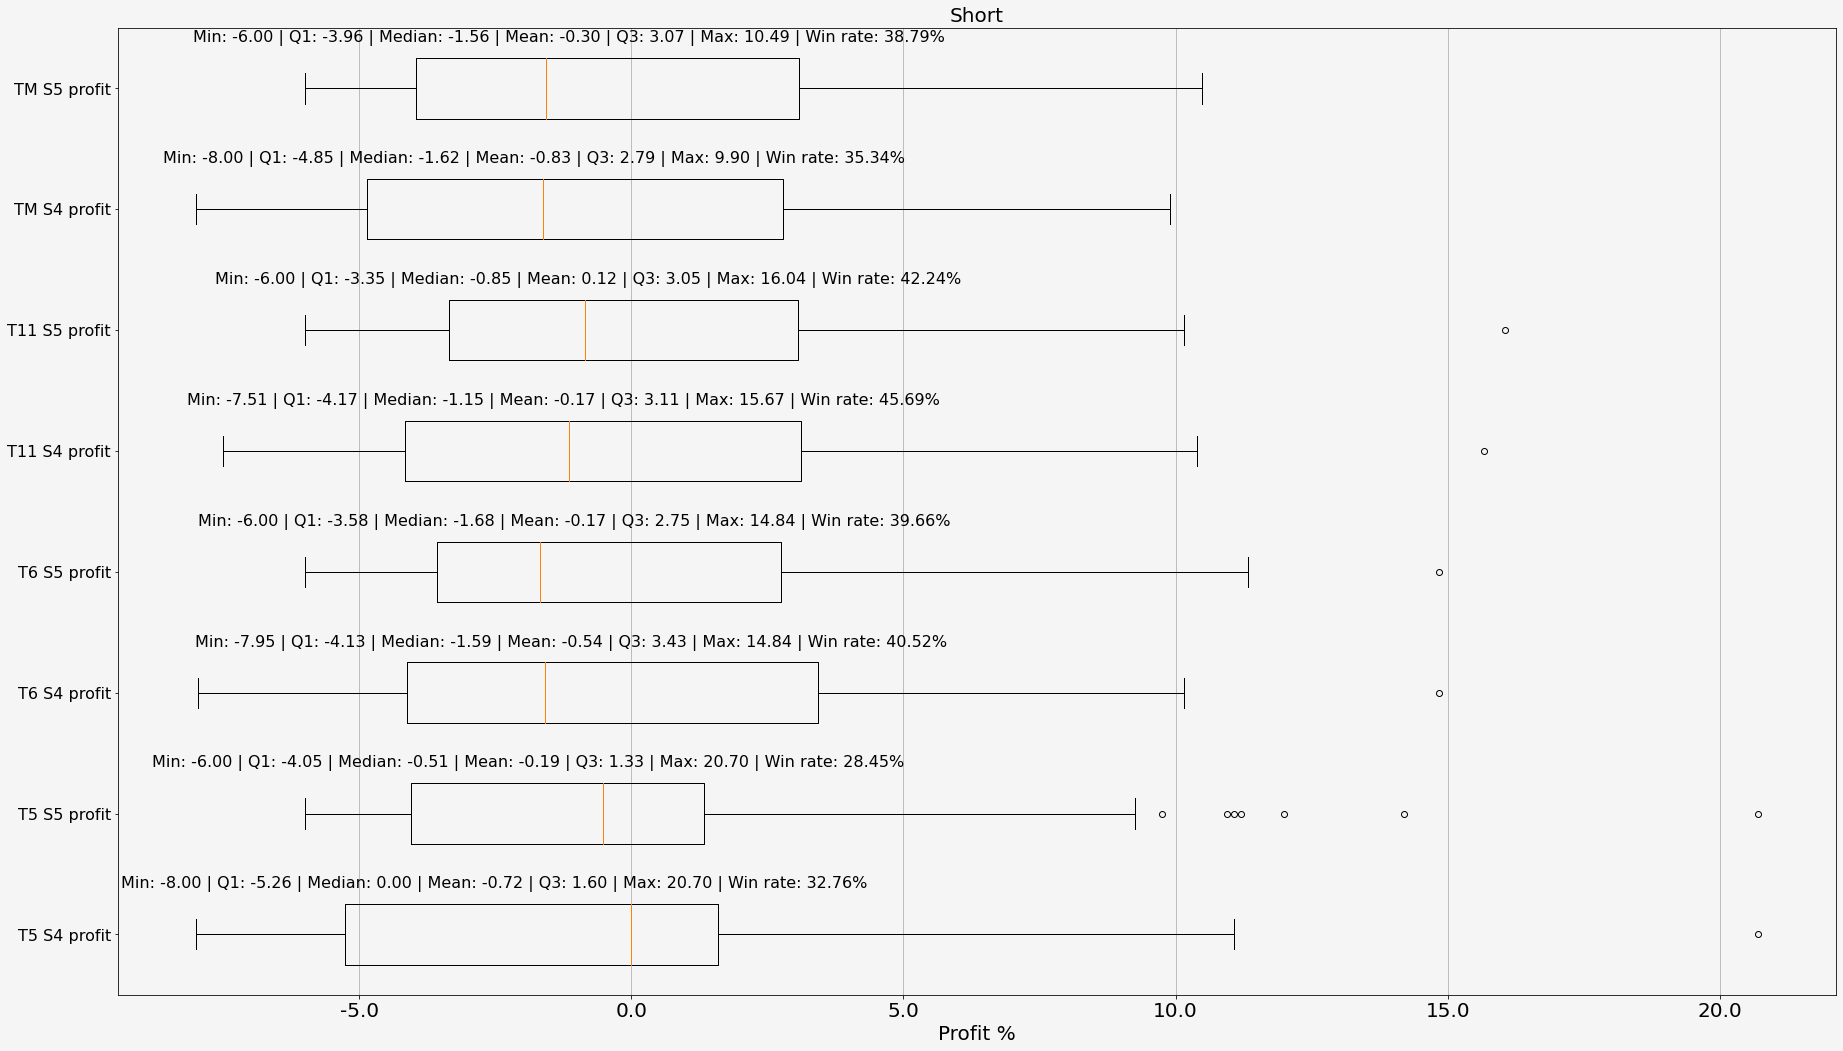 Short
Min: -6.00 | Q1: -3.96 | Median: -1.56 | Mean: -0.30 | Q3: 3.07 | Max: 10.49 | Win rate: 38.79%
TM S5 profit
Min: -8.00 | Q1: -4.85 | Median: -1.62 | Mean: -0.83 | Q3: 2.79 | Max: 9.90 | Win rate: 35.34%
TM S4 profit
Min: -6.00 | Q1: -3.35 | Median: -0.85 | Mean: 0.12 | Q3: 3.05 | Max: 16.04 | Win rate: 42.24%
T11 S5 profit
Min: -7.51 | Q1: -4.17 | Median: -1.15 | Mean: -0.17 | Q3: 3.11 | Max: 15.67 | Win rate: 45.69%
T11 S4 profit
Min: -6.00 | Q1: -3.58 | Median: -1.68 | Mean: -0.17 | Q3: 2.75 | Max: 14.84 | Win rate: 39.66%
T6 S5 profit
Min: -7.95 | Q1: -4.13 | Median: -1.59 | Mean: -0.54 | Q3: 3.43 | Max: 14.84 | Win rate: 40.52%
T6 S4 profit
Min: -6.00 | Q1: -4.05 | Median: -0.51 | Mean: -0.19 | Q3: 1.33 | Max: 20.70 | Win rate: 28.45%
T5 S5 profit
Min: -8.00 | Q1: -5.26 | Median: 0.00 | Mean: -0.72 | Q3: 1.60 | Max: 20.70 | Win rate: 32.76%
T5 S4 profit
-5.0 0.0 5.0 10.0 15.0 20.0
Profit %